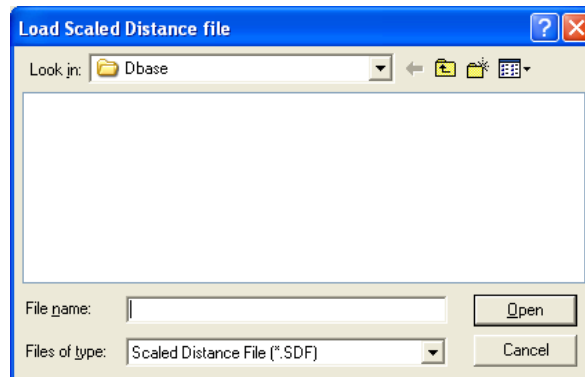 Load Scaled Distance file
Look in: Dbase
File name: Open
Files of type: Scaled Distance File (*.SDF) Cancel